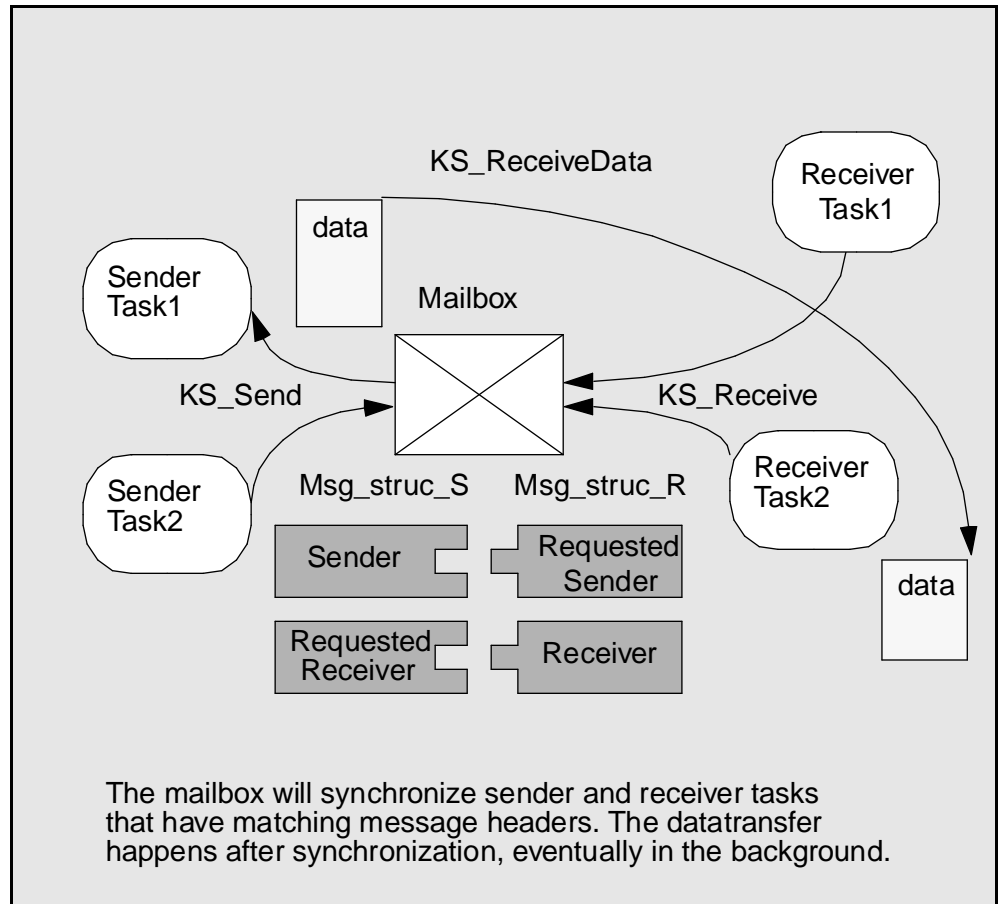 KS_ReceiveData
Receiver
Task1
data
Sender
Task1
Mailbox
KS_Send
KS_Receive
Sender
Task2
Receiver
Task2
Msg_struc_S
Msg_struc_R
Sender
Requested
Sender
data
Requested
Receiver
Receiver
The mailbox will synchronize sender and receiver tasks
that have matching message headers. The datatransfer
happens after synchronization, eventually in the background.